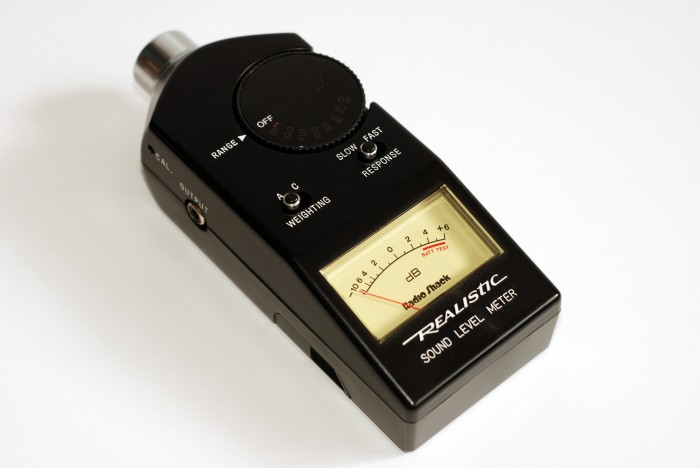 OFF
RANGE
CAL.
OUTPUT
SLOW FAST
RESPONSE
A C
WEIGHTING
-10 6 4 2 0 2 4 +6
BATT TEST
dB
Radio Shack
REALISTIC
SOUND LEVEL METER